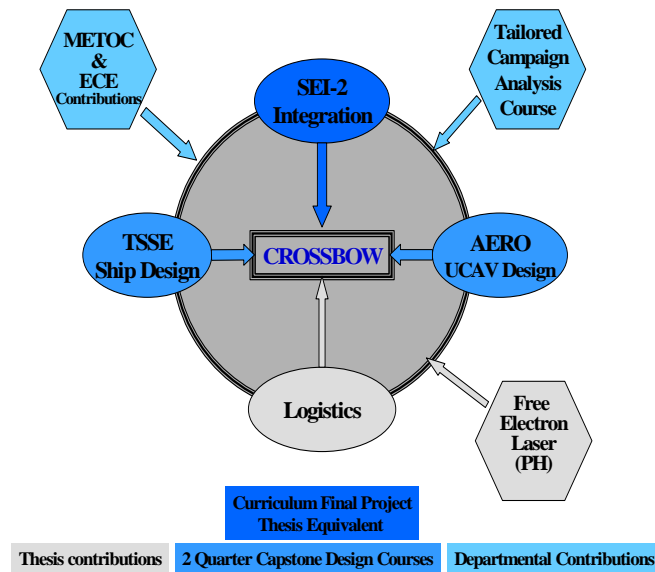 METOC
&
ECE
Contributions
Tailored
Campaign
Analysis
Course
SEI-2
Integration
TSSE
Ship Design
CROSSBOW
AERO
UCAV Design
Logistics
Free
Electron
Laser
(PH)
Curriculum Final Project
Thesis Equivalent
Thesis contributions
2 Quarter Capstone Design Courses
Departmental Contributions